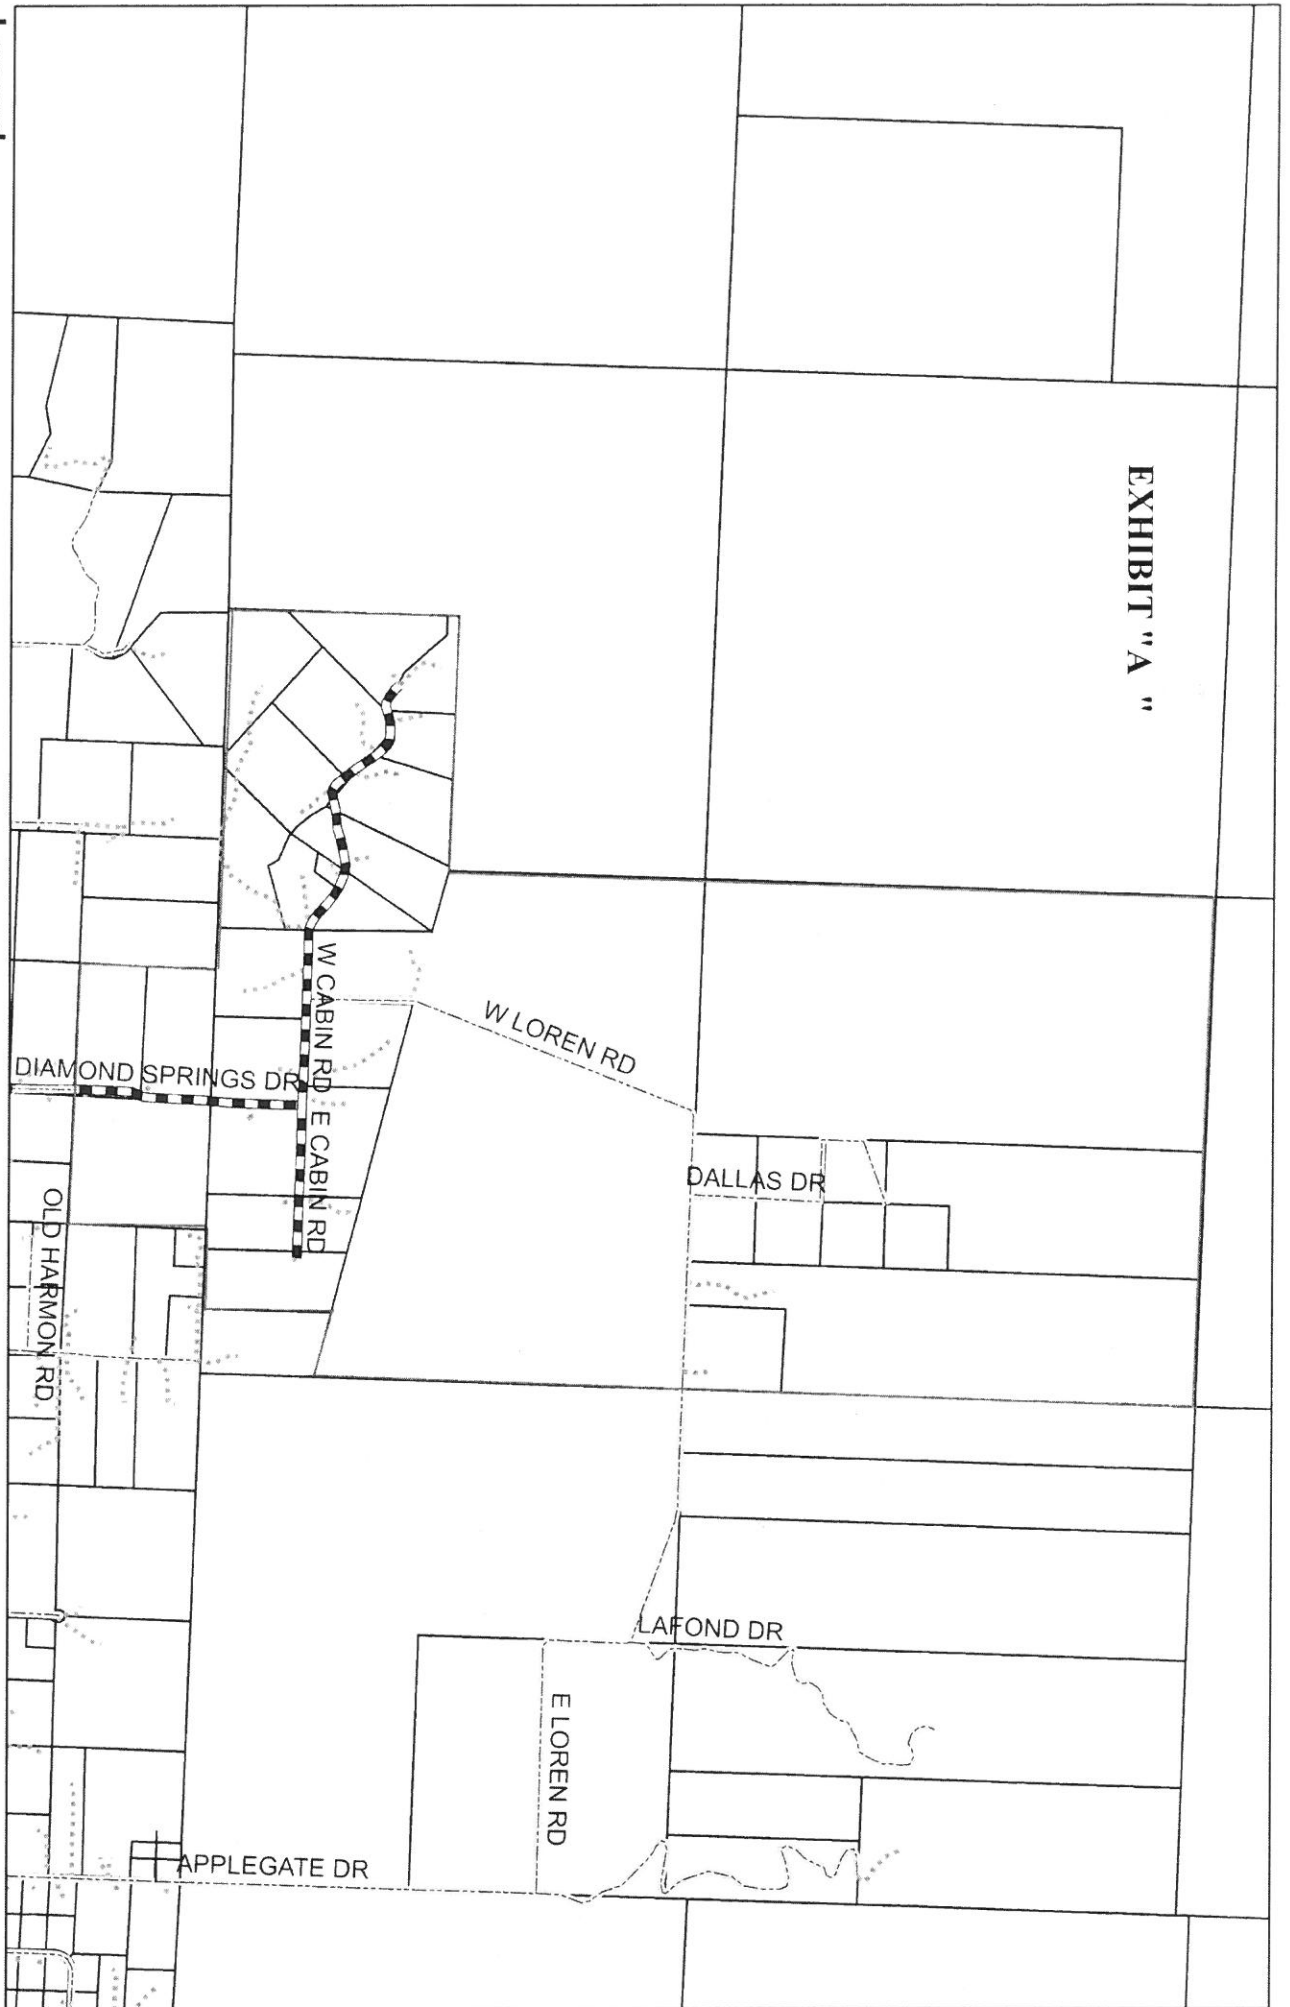 EXHIBIT "A "
W CABIN RD
E CABIN RD
W LOREN RD
DIAMOND SPRINGS DR
DALLAS DR
OLD HARMON RD
LAFOND DR
E LOREN RD
APPLEGATE DR